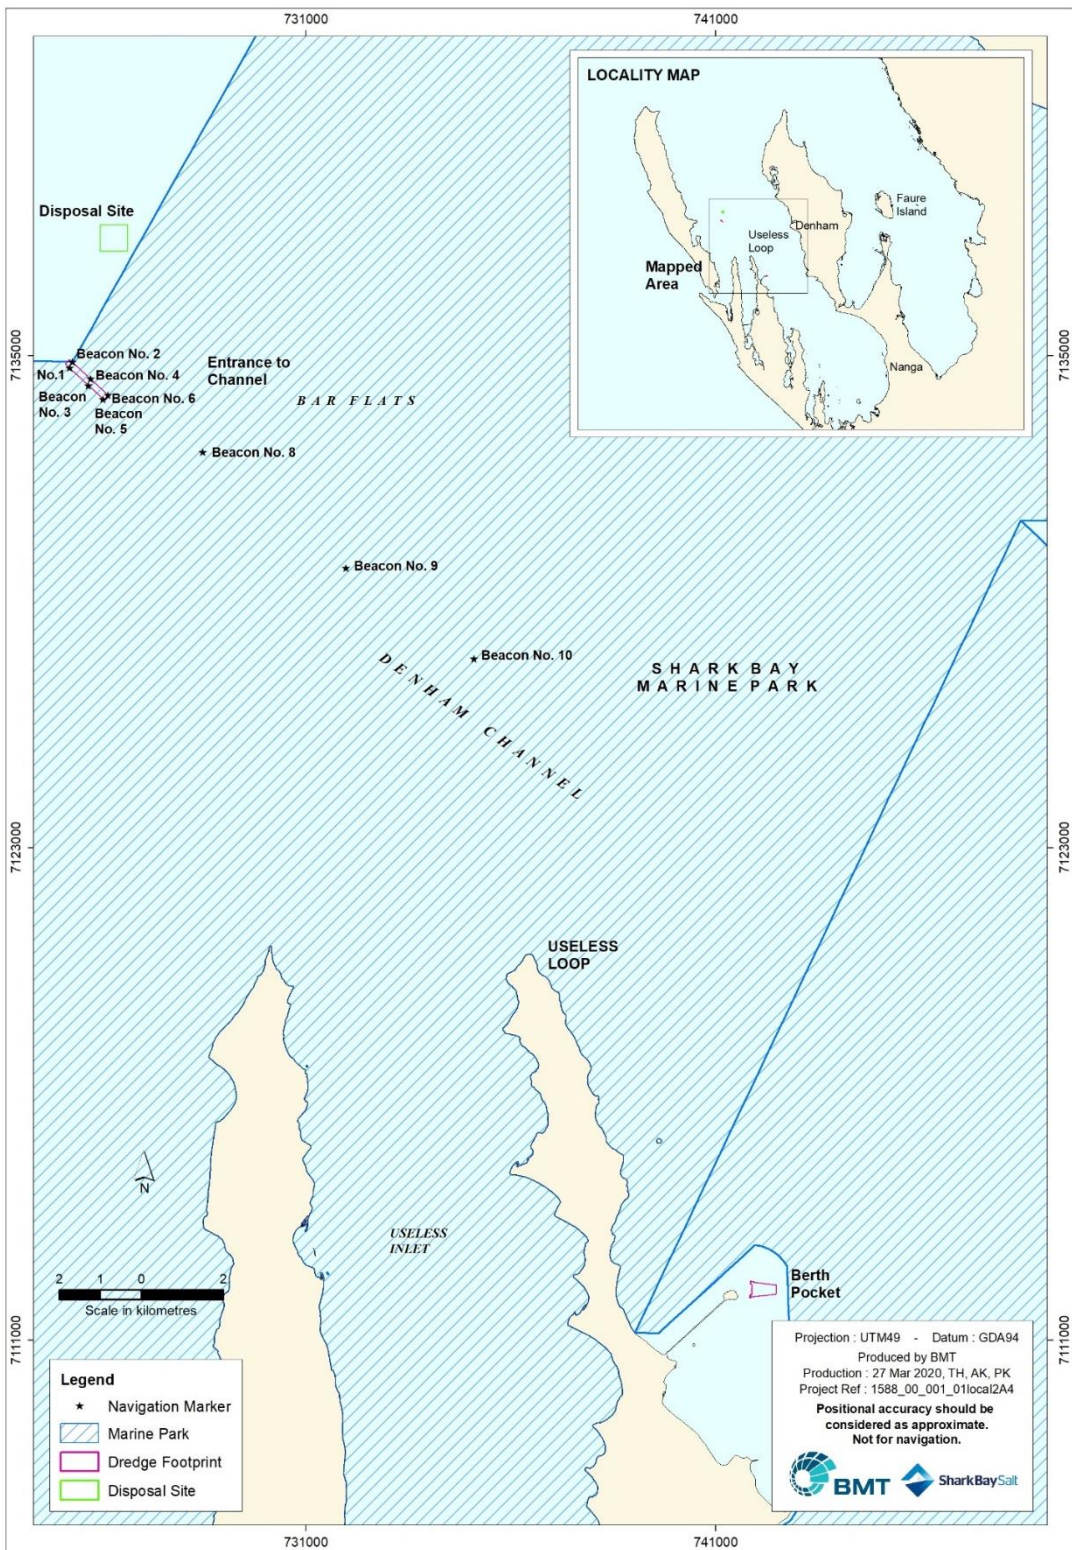 731000
741000
LOCALITY MAP
Faure
Island
Denham
Useless
Loop
Mapped
Area
Nanga
Disposal Site
7135000
7135000
Beacon No. 2
No.1
Beacon No. 4
Beacon
No. 3
Beacon No. 6
Beacon
No. 5
Entrance to
Channel
BAR FLATS
Beacon No. 8
Beacon No. 9
Beacon No. 10
DENHAM CHANNEL
SHARK BAY
MARINE PARK
7123000
7123000
USELESS
LOOP
N
USELESS
INLET
2 1 0 2
Scale in kilometres
Berth
Pocket
7111000
7111000
Legend
Navigation Marker
Marine Park
Dredge Footprint
Disposal Site
Projection : UTM49 - Datum : GDA94
Produced by BMT
Production : 27 Mar 2020, TH, AK, PK
Project Ref : 1588_00_001_01local2A4
Positional accuracy should be
considered as approximate.
Not for navigation.
BMT
SharkBaySalt
731000
741000